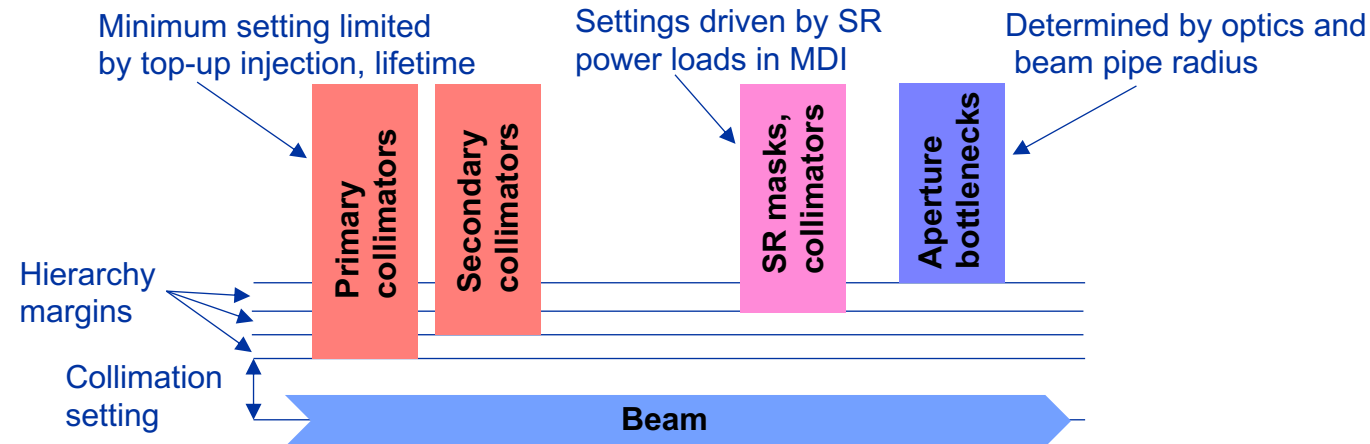 Minimum setting limited
by top-up injection, lifetime
Settings driven by SR
power loads in MDI
Determined by optics and
beam pipe radius
Primary
collimators
Secondary
collimators
SR masks,
collimators
Aperture
bottlenecks
Hierarchy
margins
Collimation
setting
Beam